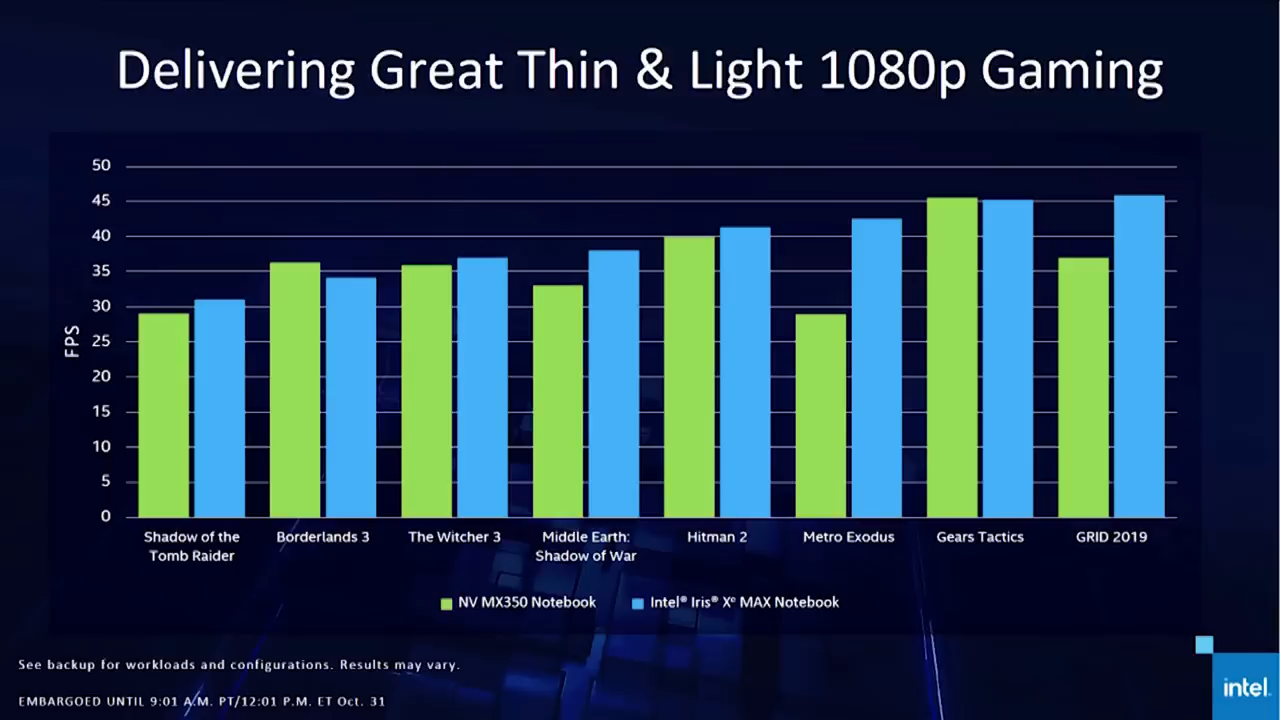 Delivering Great Thin & Light 1080p Gaming
50
45
40
35
30
25
20
15
10
5
0
FPS
Shadow of the
Tomb Raider
Borderlands 3
The Witcher 3
Middle Earth:
Shadow of War
Hitman 2
Metro Exodus
Gears Tactics
GRID 2019
NV MX350 Notebook
Intel® Iris® Xᵉ MAX Notebook
See backup for workloads and configurations. Results may vary.
EMBARGOED UNTIL 9:01 A.M. PT/12:01 P.M. ET Oct. 31
intel.